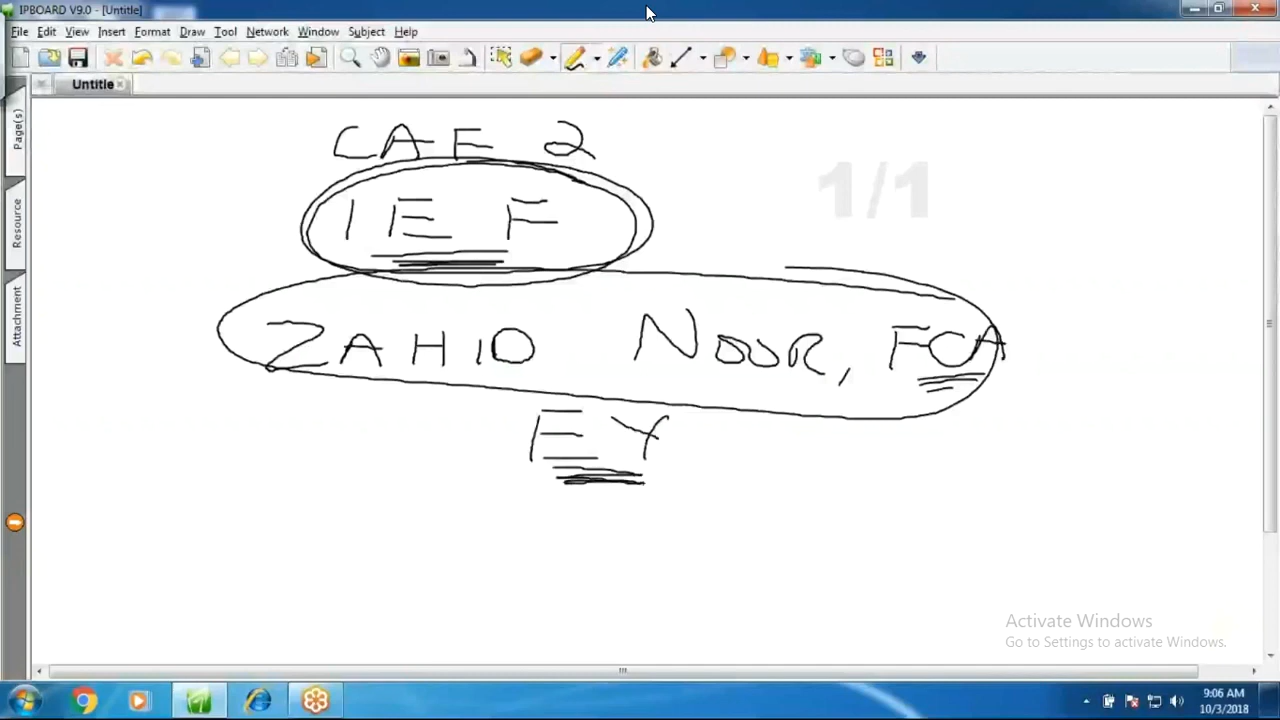 IPBOARD V9.0 - [Untitle]
File Edit View Insert Format Draw Tool Network Window Subject Help
Untitle
Page(s)
Resource
Attachment
CAF 2
1/1
IEF
ZAHID NOOR, FCA
EY
Activate Windows
Go to Settings to activate Windows.
9:06 AM
10/3/2018